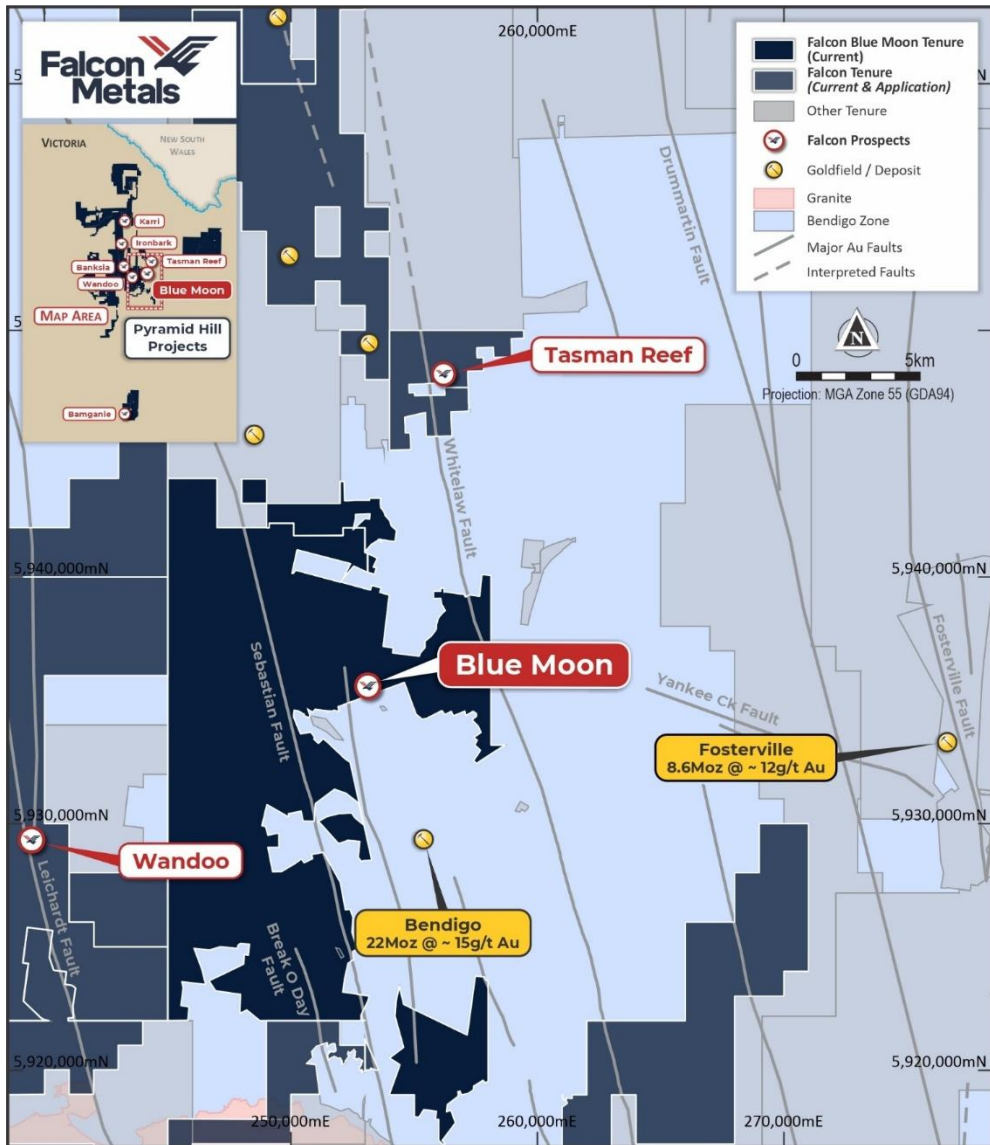 Falcon
Metals
VICTORIA
NEW SOUTH
WALES
Karri
Ironbark
Banksia
Tasman Reef
Wandoo
Blue Moon
MAP AREA
Pyramid Hill
Projects
Bamganie
260,000mE
Falcon Blue Moon Tenure
(Current)
Falcon Tenure
(Current & Application)
Other Tenure
Falcon Prospects
Goldfield / Deposit
Granite
Bendigo Zone
Major Au Faults
Interpreted Faults
N
0 5km
Projection: MGA Zone 55 (GDA94)
Drummartin Fault
Tasman Reef
Whitelaw Fault
5,940,000mN
5,940,000mN
Sebastian Fault
Blue Moon
Yankee Ck Fault
Fosterville Fault
Fosterville
8.6Moz @ ~ 12g/t Au
5,930,000mN
5,930,000mN
Wandoo
Leichardt Fault
Bendigo
22Moz @ ~ 15g/t Au
Break O Day
Fault
5,920,000mN
5,920,000mN
250,000mE
260,000mE
270,000mE